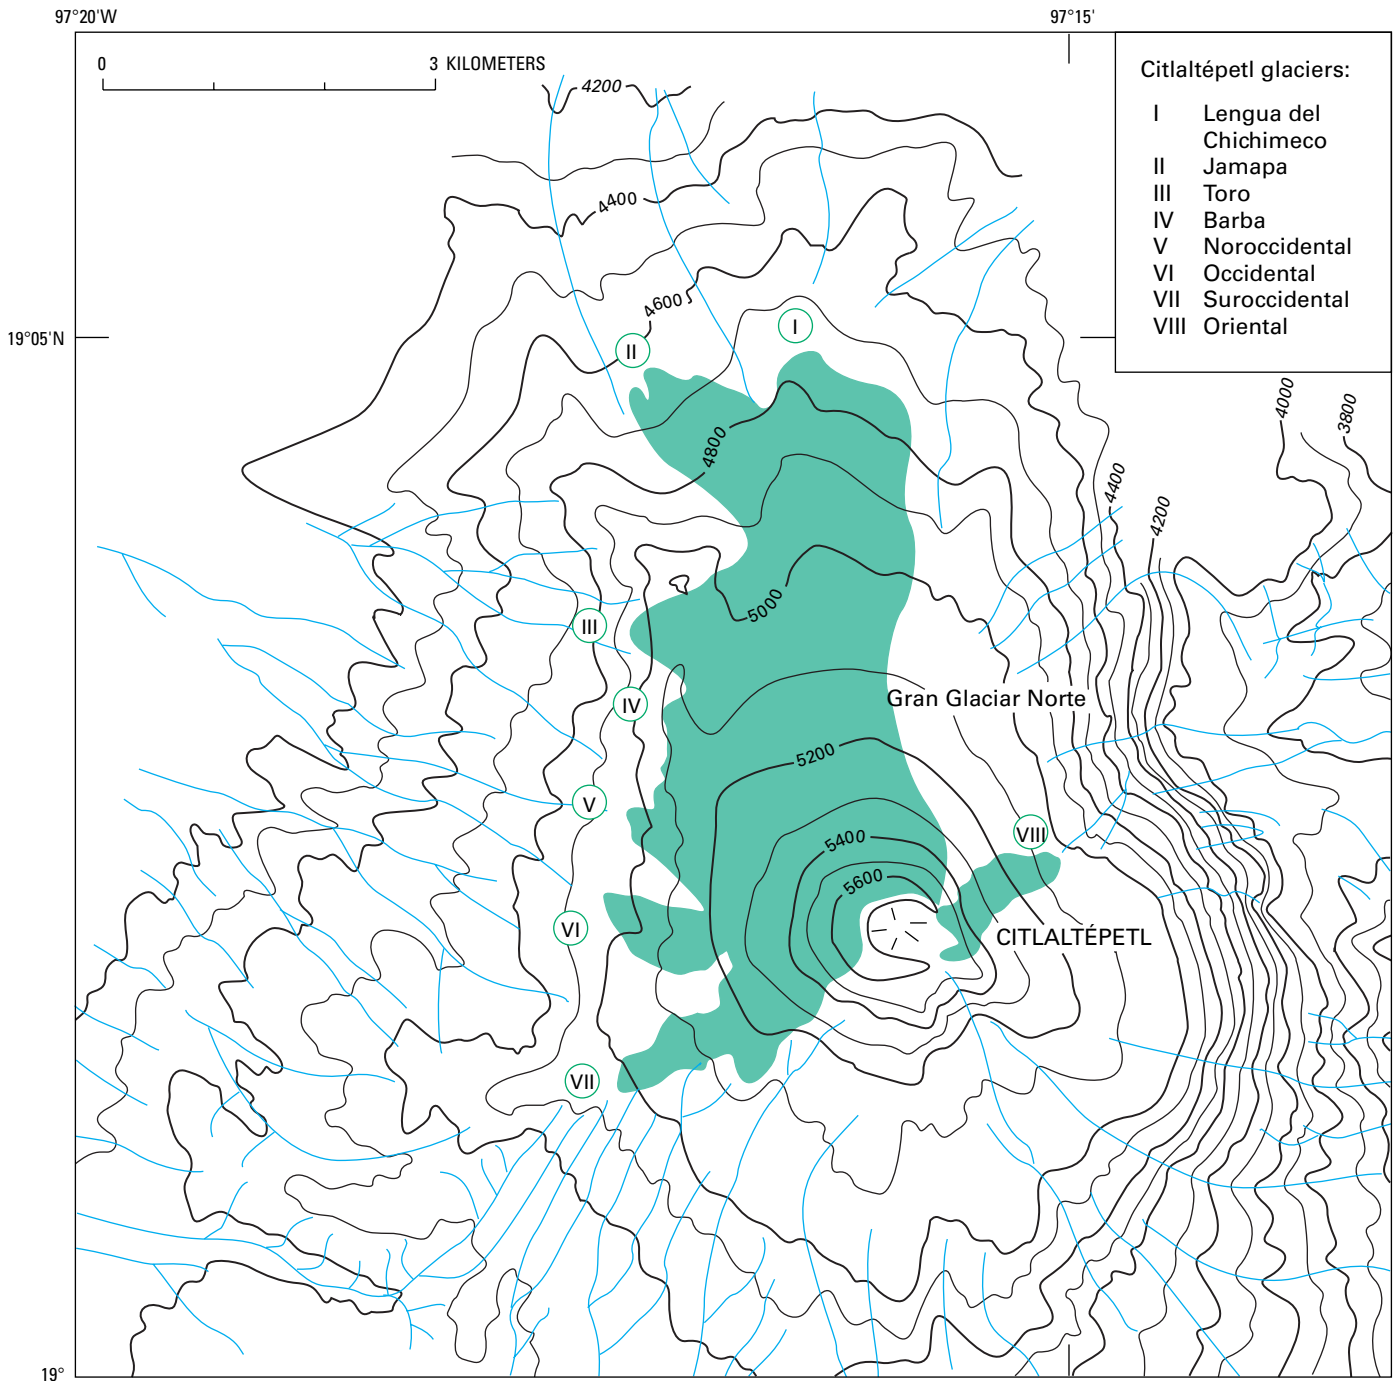 97°20'W
97°15'
0
3 KILOMETERS
Citlaltépetl glaciers:
I Lengua del
Chichimeco
II Jamapa
III Toro
IV Barba
V Noroccidental
VI Occidental
VII Suroccidental
VIII Oriental
4200
4400
4600
I
19°05'N
II
4000
3800
4800
4400
4200
5000
III
Gran Glaciar Norte
IV
5200
V
VIII
5400
5600
VI
CITLALTÉPETL
VII
19°